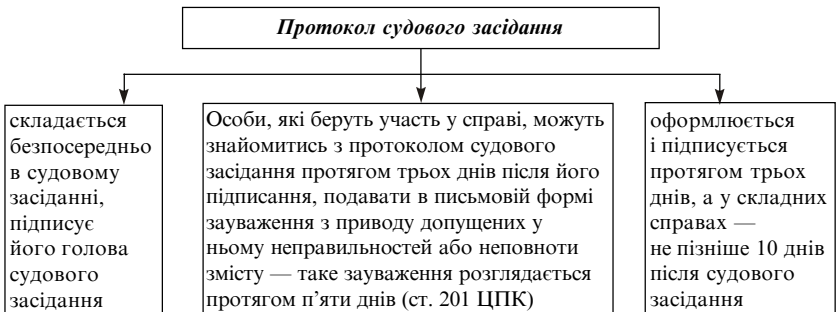 Протокол судового засідання
складається
безпосередньо
в судовому
засіданні,
підписує
його голова
судового
засідання
Особи, які беруть участь у справі, можуть
знайомитись з протоколом судового
засідання протягом трьох днів після його
підписання, подавати в письмовій формі
зауваження з приводу допущених у
ньому неправильностей або неповноти
змісту — таке зауваження розглядається
протягом п'яти днів (ст. 201 ЦПК)
оформлюється
і підписується
протягом трьох
днів, а у складних
справах —
не пізніше 10 днів
після судового
засідання